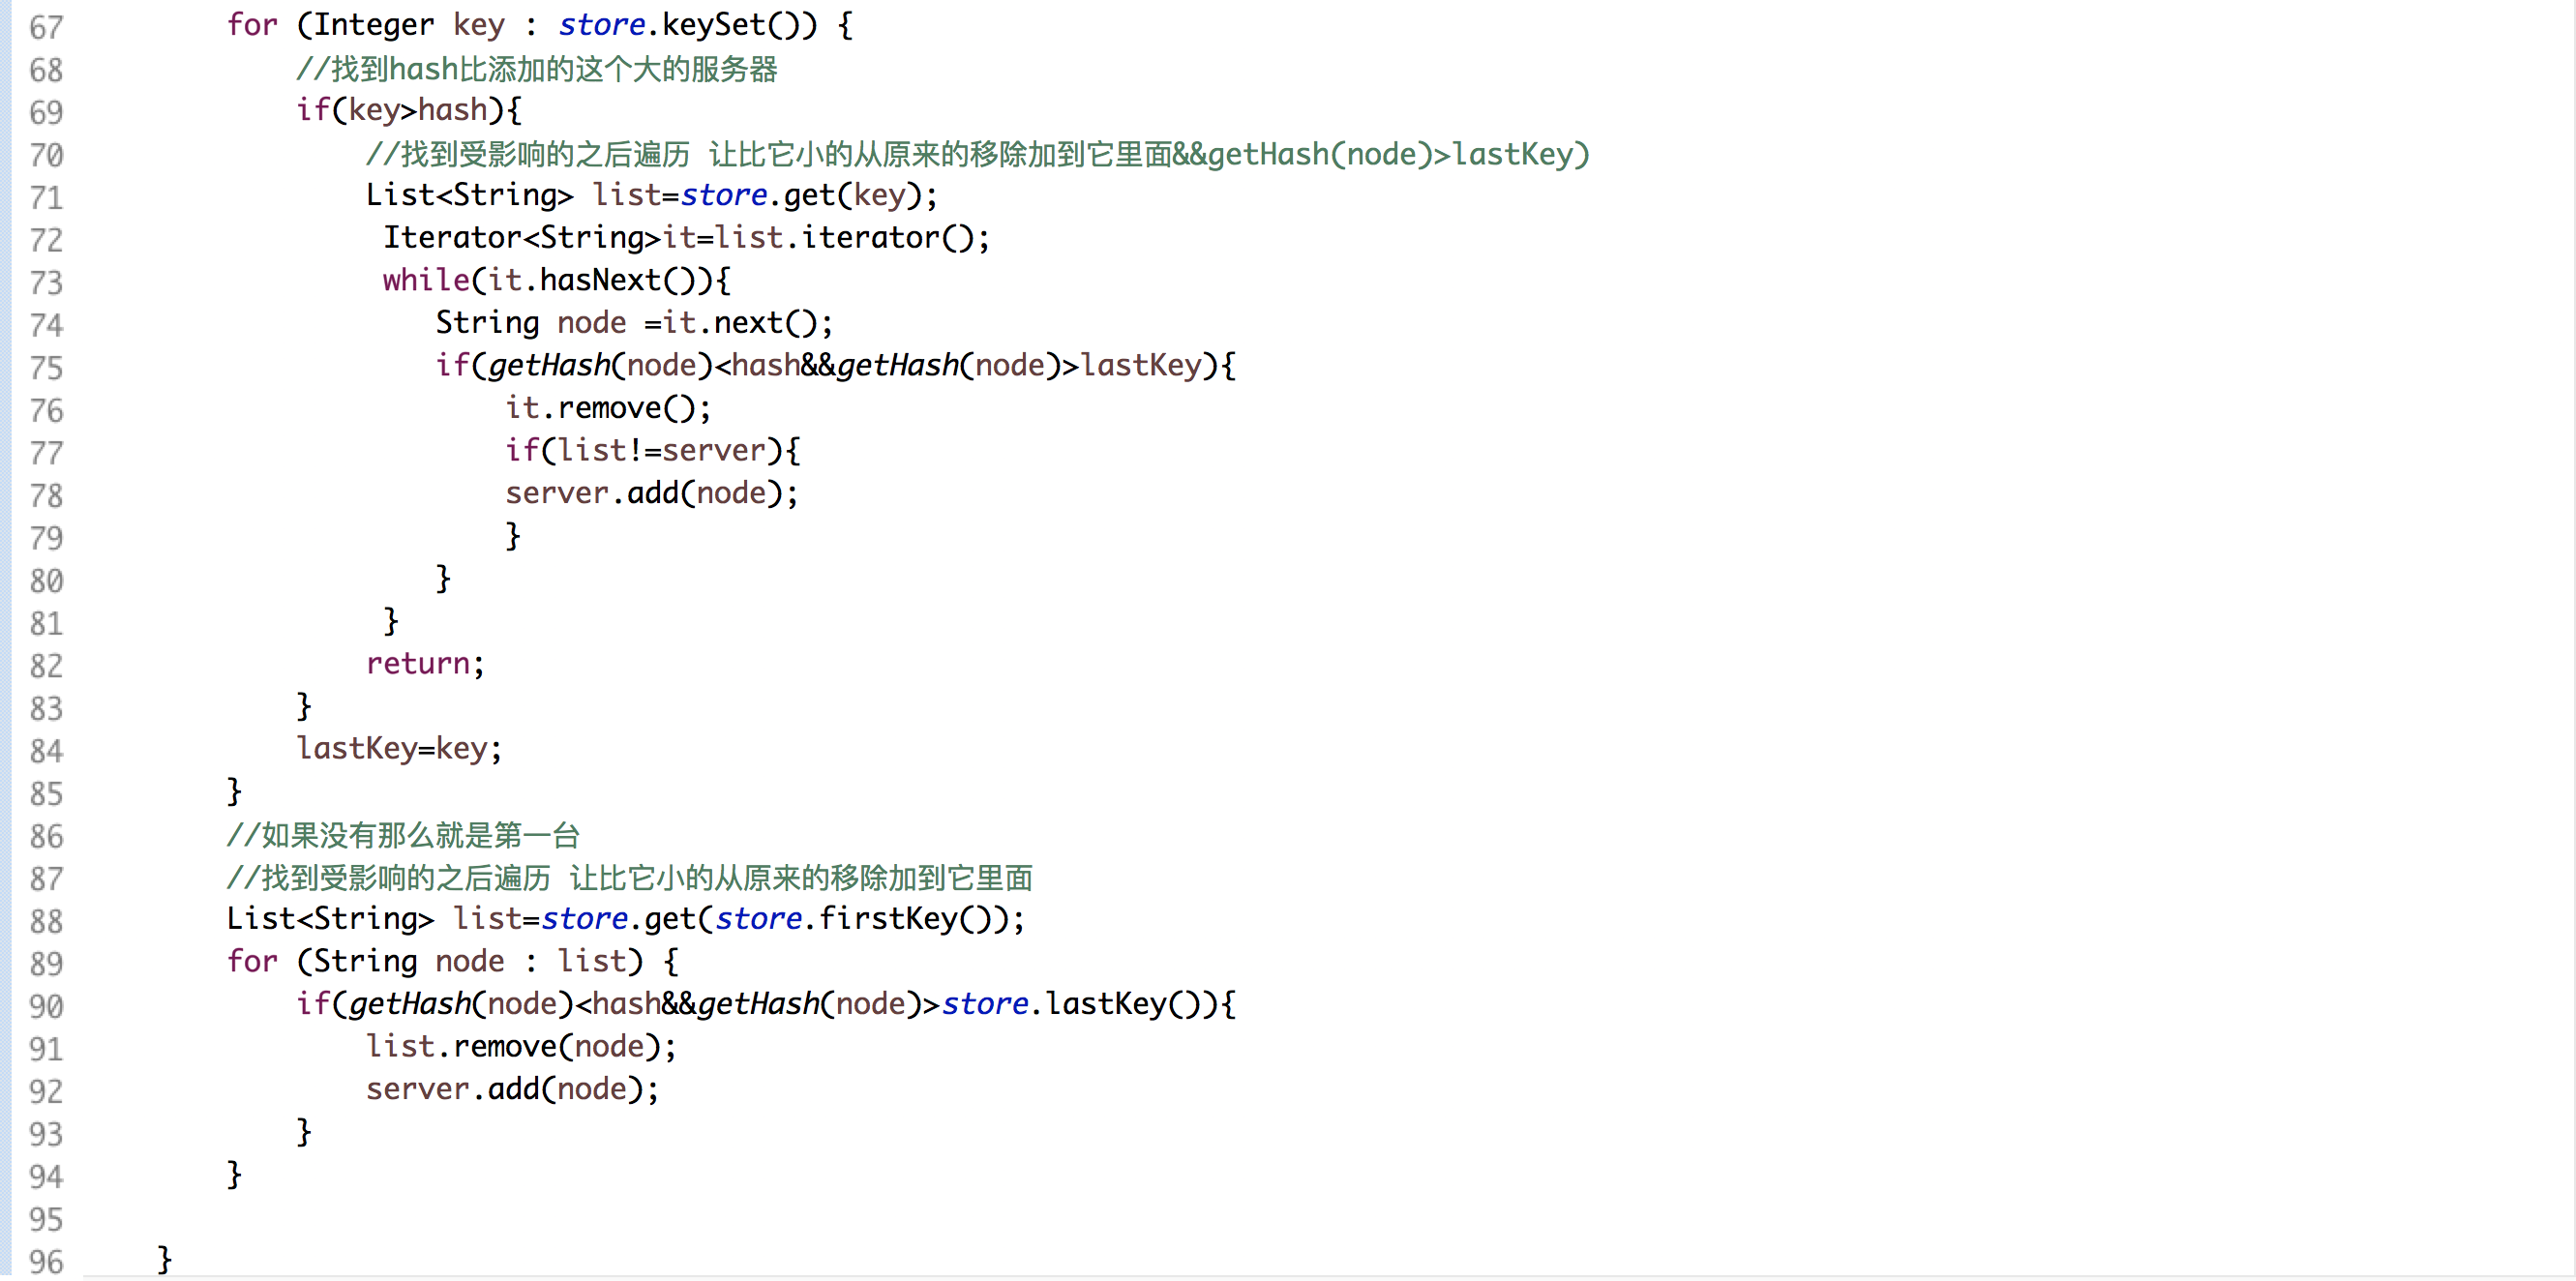 67 for (Integer key : store.keySet()) {
68 //找到hash比添加的这个大的服务器
69 if(key>hash){
70 //找到受影响的之后遍历 让比它小的从原来的移除加到它里面&&getHash(node)>lastKey)
71 List<String> list=store.get(key);
72 Iterator<String>it=list.iterator();
73 while(it.hasNext()){
74 String node =it.next();
75 if(getHash(node)<hash&&getHash(node)>lastKey){
76 it.remove();
77 if(list!=server){
78 server.add(node);
79 }
80 }
81 }
82 return;
83 }
84 lastKey=key;
85 }
86 //如果没有那么就是第一台
87 //找到受影响的之后遍历 让比它小的从原来的移除加到它里面
88 List<String> list=store.get(store.firstKey());
89 for (String node : list) {
90 if(getHash(node)<hash&&getHash(node)>store.lastKey()){
91 list.remove(node);
92 server.add(node);
93 }
94 }
95
96 }